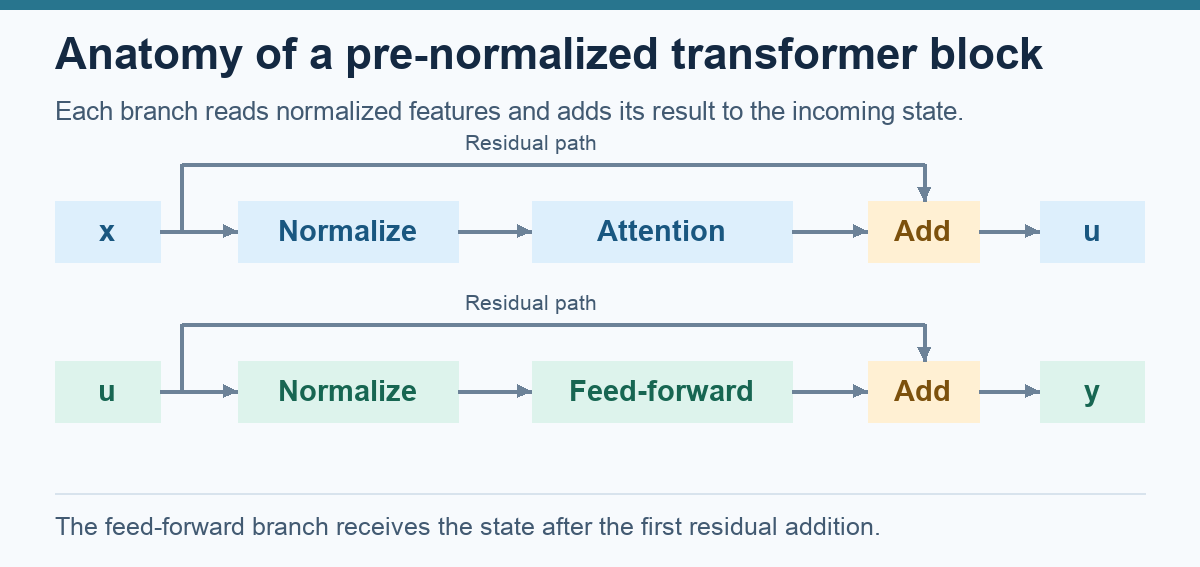 Anatomy of a pre-normalized transformer block
Each branch reads normalized features and adds its result to the incoming state.
Residual path
x Normalize Attention Add u
Residual path
u Normalize Feed-forward Add y
The feed-forward branch receives the state after the first residual addition.